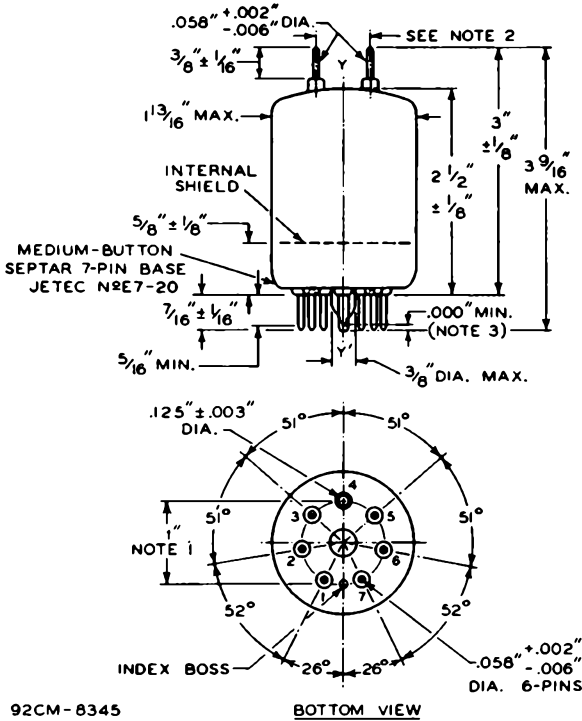 .058" +.002" -.006" DIA.
SEE NOTE 2
3/8" ± 1/16"
Y
1 13/16" MAX.
3" ± 1/8"
2 1/2" ± 1/8"
3 9/16" MAX.
INTERNAL
SHIELD
5/8" ± 1/8"
MEDIUM-BUTTON
SEPTAR 7-PIN BASE
JETEC Nº E7-20
7/16" ± 1/16"
.000" MIN.
(NOTE 3)
Y'
5/16" MIN.
3/8" DIA. MAX.
.125" ± .003"
DIA.
51°
51°
4
3
5
51°
51°
1"
NOTE 1
2
6
1
7
52°
52°
26°
26°
INDEX BOSS
.058" +.002" -.006"
DIA. 6-PINS
92CM-8345
BOTTOM VIEW